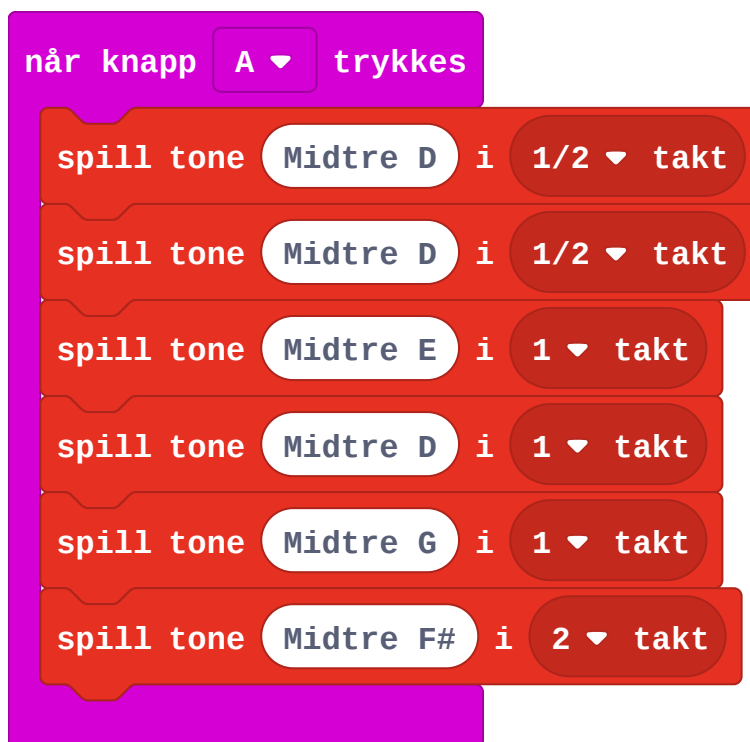 når knapp A trykkes
spill tone Midtre D i 1/2 takt
spill tone Midtre D i 1/2 takt
spill tone Midtre E i 1 takt
spill tone Midtre D i 1 takt
spill tone Midtre G i 1 takt
spill tone Midtre F# i 2 takt